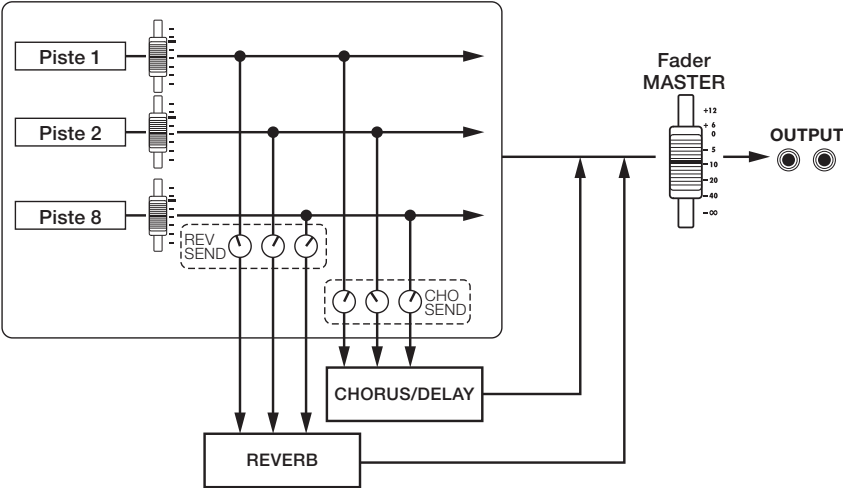 Piste 1
Piste 2
Piste 8
REV
SEND
CHO
SEND
CHORUS/DELAY
REVERB
Fader
MASTER
+12
+ 6
0
5
10
20
40
∞
OUTPUT